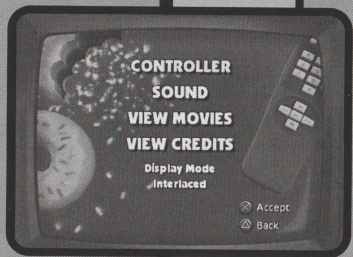 CONTROLLER
SOUND
VIEW MOVIES
VIEW CREDITS
Display Mode
Interlaced
Accept
Back